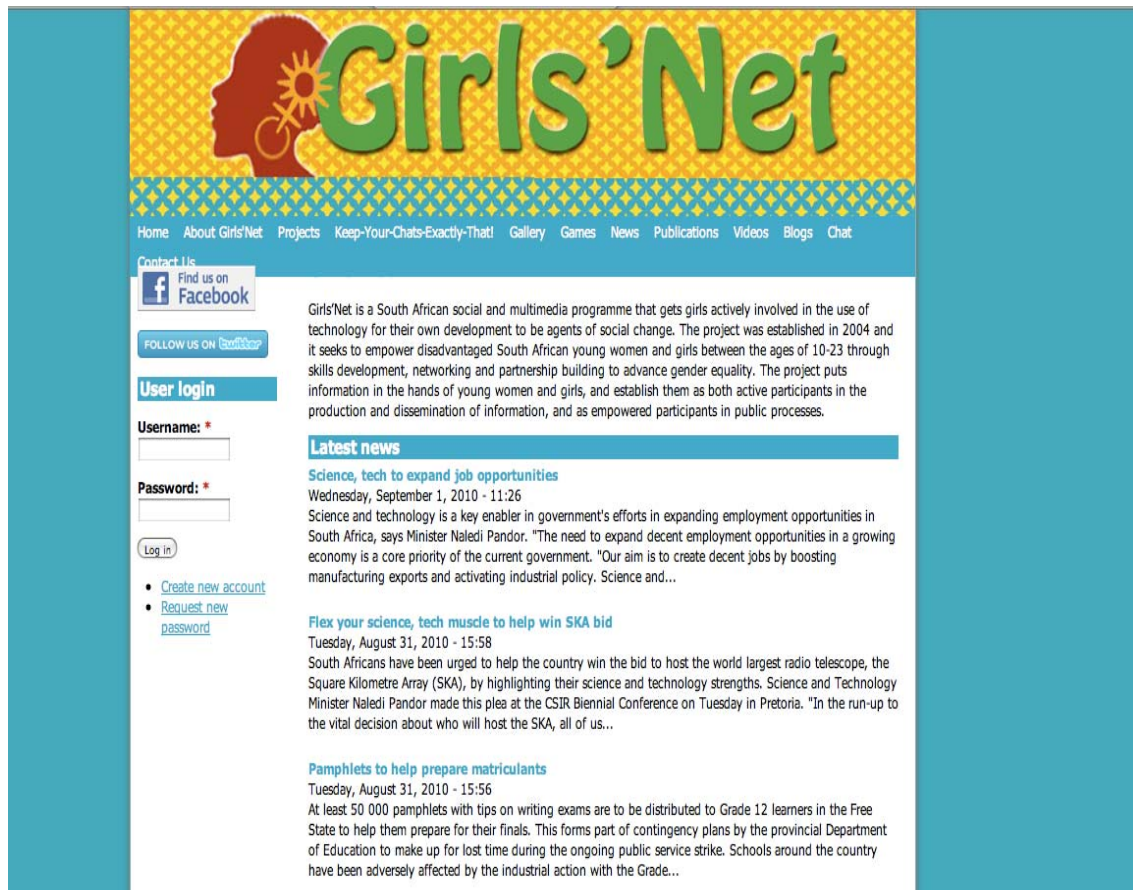 Girls'Net
Home About Girls'Net Projects Keep-Your-Chats-Exactly-That! Gallery Games News Publications Videos Blogs Chat
Contact Us
Find us on
Facebook
FOLLOW US ON twitter
User login
Username: *
Password: *
Log in
• Create new account
• Request new
password
Girls'Net is a South African social and multimedia programme that gets girls actively involved in the use of
technology for their own development to be agents of social change. The project was established in 2004 and
it seeks to empower disadvantaged South African young women and girls between the ages of 10-23 through
skills development, networking and partnership building to advance gender equality. The project puts
information in the hands of young women and girls, and establish them as both active participants in the
production and dissemination of information, and as empowered participants in public processes.
Latest news
Science, tech to expand job opportunities
Wednesday, September 1, 2010 - 11:26
Science and technology is a key enabler in government's efforts in expanding employment opportunities in
South Africa, says Minister Naledi Pandor. "The need to expand decent employment opportunities in a growing
economy is a core priority of the current government. "Our aim is to create decent jobs by boosting
manufacturing exports and activating industrial policy. Science and...
Flex your science, tech muscle to help win SKA bid
Tuesday, August 31, 2010 - 15:58
South Africans have been urged to help the country win the bid to host the world largest radio telescope, the
Square Kilometre Array (SKA), by highlighting their science and technology strengths. Science and Technology
Minister Naledi Pandor made this plea at the CSIR Biennial Conference on Tuesday in Pretoria. "In the run-up to
the vital decision about who will host the SKA, all of us...
Pamphlets to help prepare matriculants
Tuesday, August 31, 2010 - 15:56
At least 50 000 pamphlets with tips on writing exams are to be distributed to Grade 12 learners in the Free
State to help them prepare for their finals. This forms part of contingency plans by the provincial Department
of Education to make up for lost time during the ongoing public service strike. Schools around the country
have been adversely affected by the industrial action with the Grade...